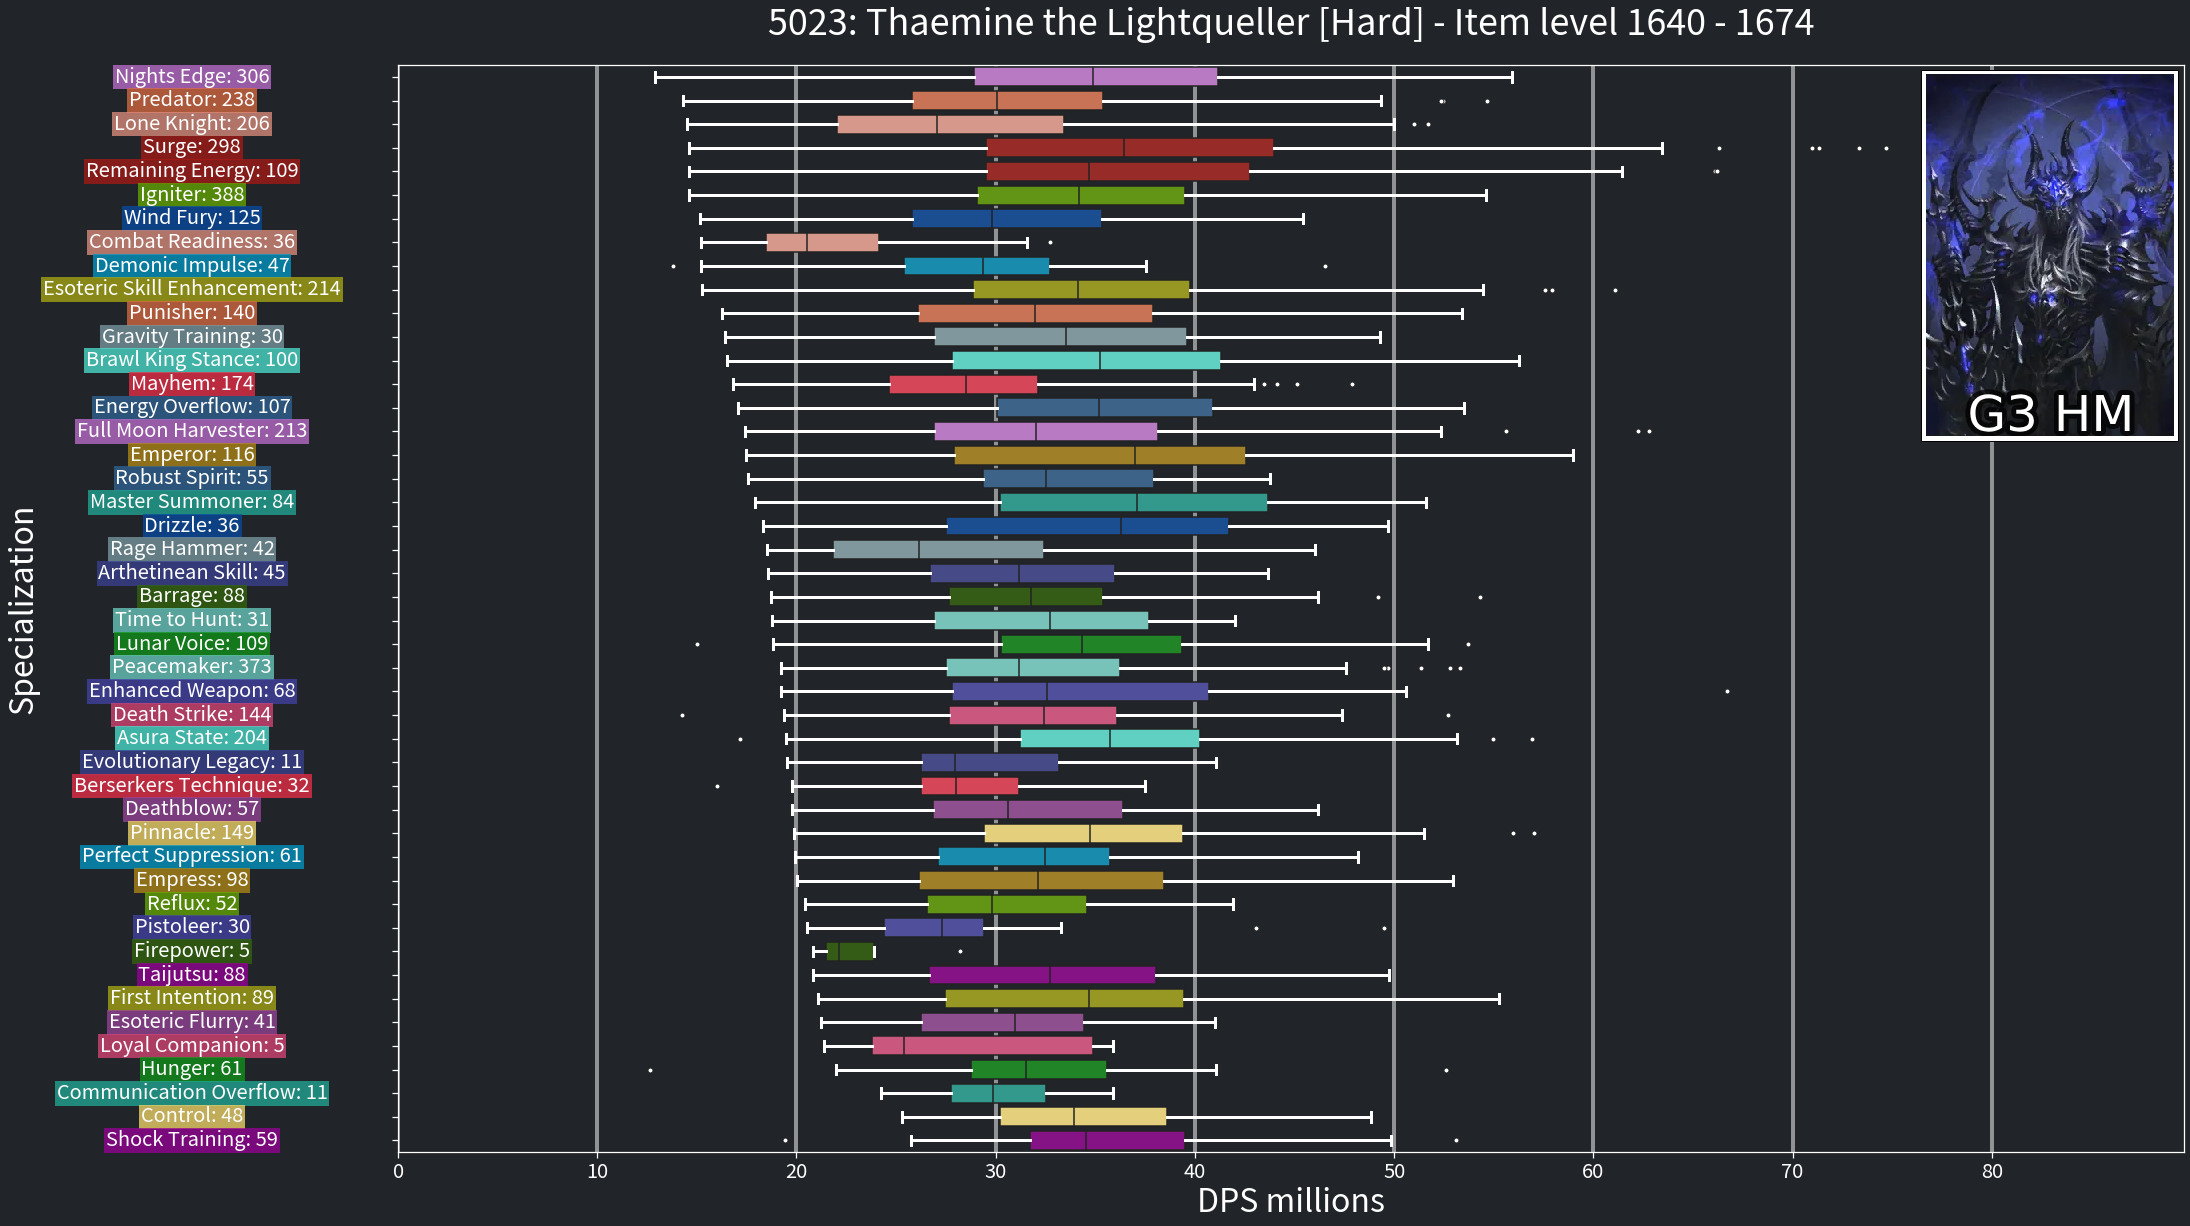 5023: Thaemine the Lightqueller [Hard] - Item level 1640 - 1674
Nights Edge: 306
Predator: 238
Lone Knight: 206
Surge: 298
Remaining Energy: 109
Igniter: 388
Wind Fury: 125
Combat Readiness: 36
Demonic Impulse: 47
Esoteric Skill Enhancement: 214
Punisher: 140
Gravity Training: 30
Brawl King Stance: 100
Mayhem: 174
Energy Overflow: 107
Full Moon Harvester: 213
Emperor: 116
Robust Spirit: 55
Master Summoner: 84
Drizzle: 36
Rage Hammer: 42
Arthetinean Skill: 45
Barrage: 88
Time to Hunt: 31
Lunar Voice: 109
Peacemaker: 373
Enhanced Weapon: 68
Death Strike: 144
Asura State: 204
Evolutionary Legacy: 11
Berserkers Technique: 32
Deathblow: 57
Pinnacle: 149
Perfect Suppression: 61
Empress: 98
Reflux: 52
Pistoleer: 30
Firepower: 5
Taijutsu: 88
First Intention: 89
Esoteric Flurry: 41
Loyal Companion: 5
Hunger: 61
Communication Overflow: 11
Control: 48
Shock Training: 59
Specialization
G3 HM
0 10 20 30 40 50 60 70 80
DPS millions